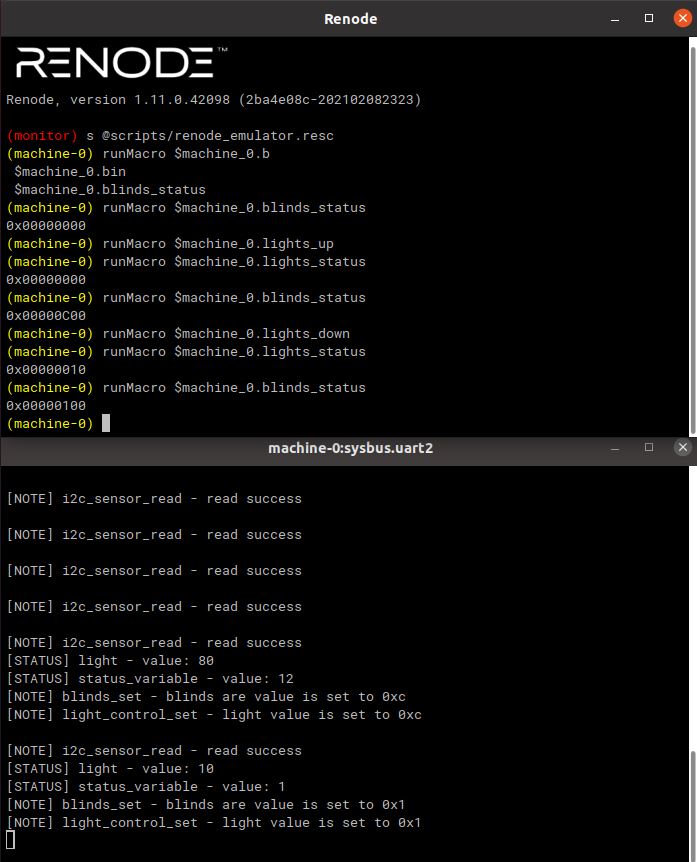 Renode
RENODE™
Renode, version 1.11.0.42098 (2ba4e08c-202102082323)
(monitor) s @scripts/renode_emulator.resc
(machine-0) runMacro $machine_0.b
$machine_0.bin
$machine_0.blinds_status
(machine-0) runMacro $machine_0.blinds_status
0x00000000
(machine-0) runMacro $machine_0.lights_up
(machine-0) runMacro $machine_0.lights_status
0x00000000
(machine-0) runMacro $machine_0.blinds_status
0x00000C00
(machine-0) runMacro $machine_0.lights_down
(machine-0) runMacro $machine_0.lights_status
0x00000010
(machine-0) runMacro $machine_0.blinds_status
0x00000100
(machine-0)
machine-0:sysbus.uart2
[NOTE] i2c_sensor_read - read success
[NOTE] i2c_sensor_read - read success
[NOTE] i2c_sensor_read - read success
[NOTE] i2c_sensor_read - read success
[NOTE] i2c_sensor_read - read success
[STATUS] light - value: 80
[STATUS] status_variable - value: 12
[NOTE] blinds_set - blinds are value is set to 0xc
[NOTE] light_control_set - light value is set to 0xc
[NOTE] i2c_sensor_read - read success
[STATUS] light - value: 10
[STATUS] status_variable - value: 1
[NOTE] blinds_set - blinds are value is set to 0x1
[NOTE] light_control_set - light value is set to 0x1